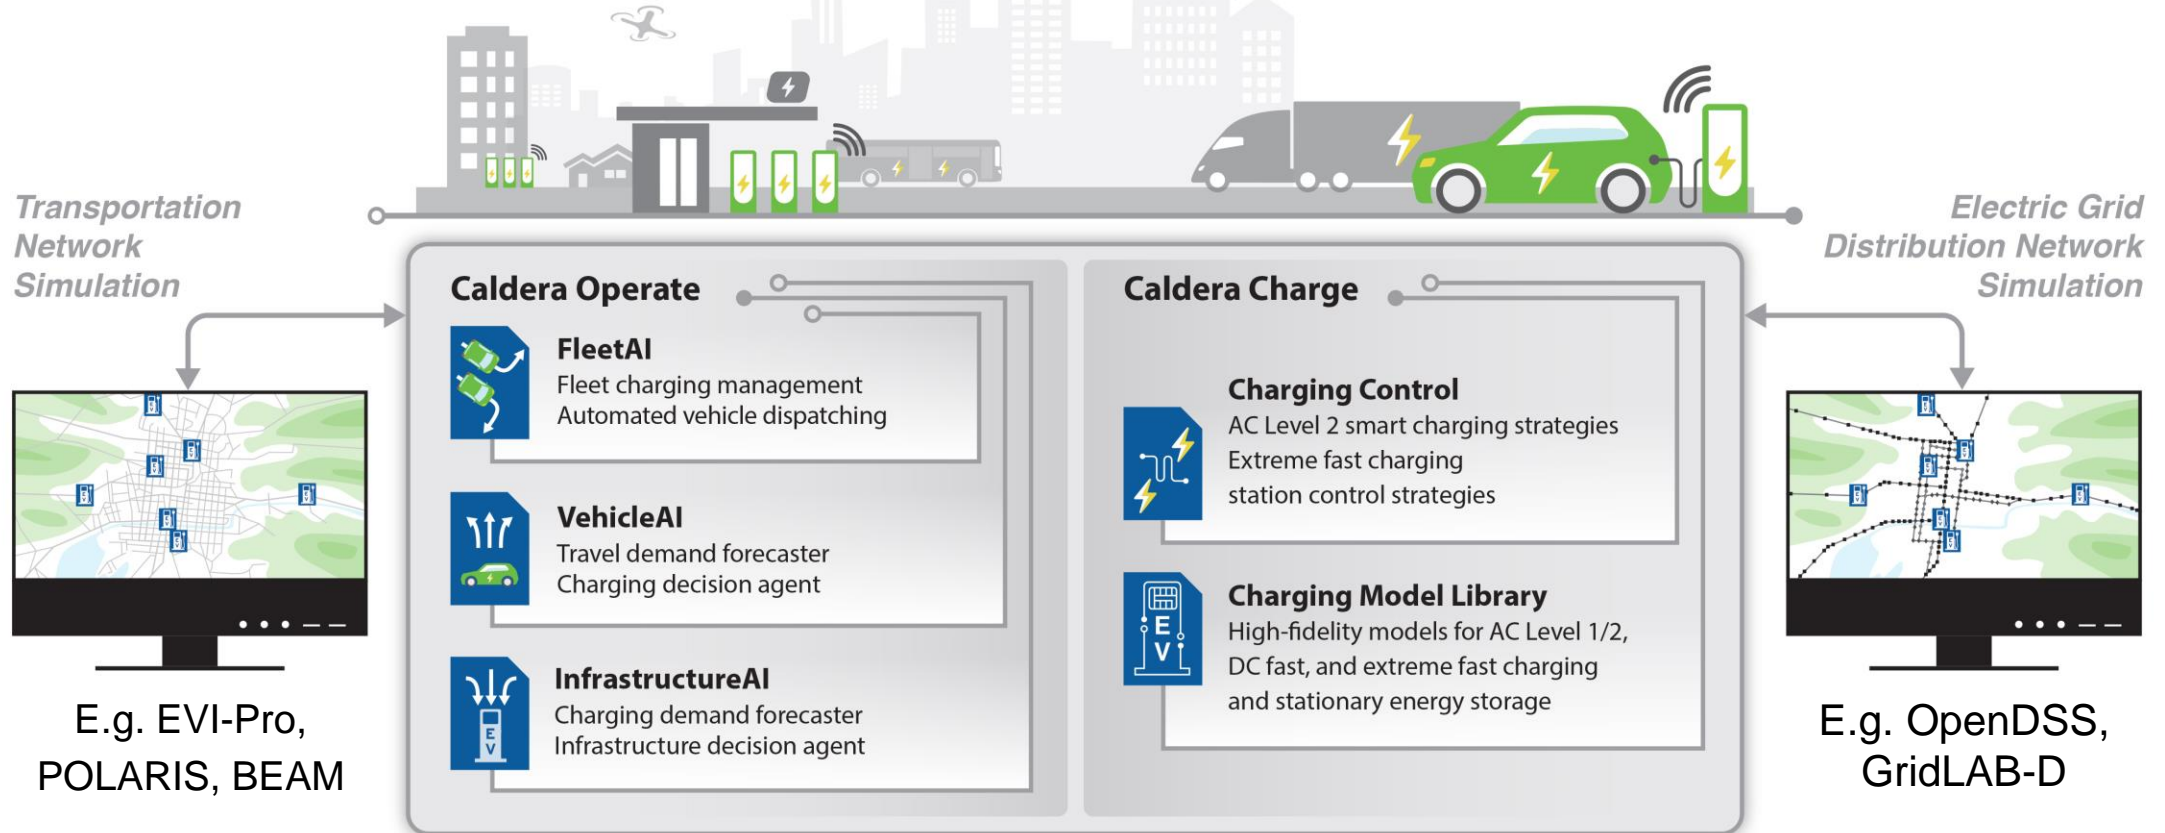 Transportation
Network
Simulation
E.g. EVI-Pro,
POLARIS, BEAM
Caldera Operate
FleetAI
Fleet charging management
Automated vehicle dispatching
VehicleAI
Travel demand forecaster
Charging decision agent
InfrastructureAI
Charging demand forecaster
Infrastructure decision agent
EV
Caldera Charge
Charging Control
AC Level 2 smart charging strategies
Extreme fast charging
station control strategies
Charging Model Library
High-fidelity models for AC Level 1/2,
DC fast, and extreme fast charging
and stationary energy storage
EV
Electric Grid
Distribution Network
Simulation
E.g. OpenDSS,
GridLAB-D